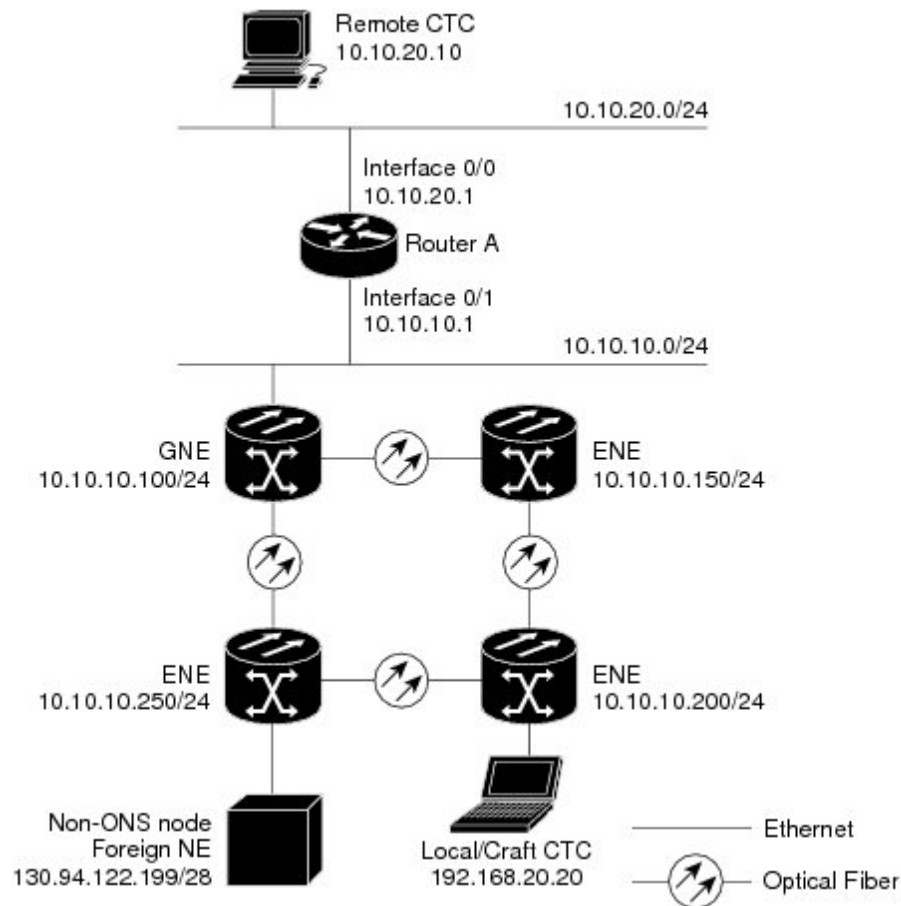 Remote CTC
10.10.20.10
10.10.20.0/24
Interface 0/0
10.10.20.1
Router A
Interface 0/1
10.10.10.1
10.10.10.0/24
GNE
10.10.10.100/24
ENE
10.10.10.150/24
ENE
10.10.10.250/24
ENE
10.10.10.200/24
Non-ONS node
Foreign NE
130.94.122.199/28
Local/Craft CTC
192.168.20.20
Ethernet
Optical Fiber